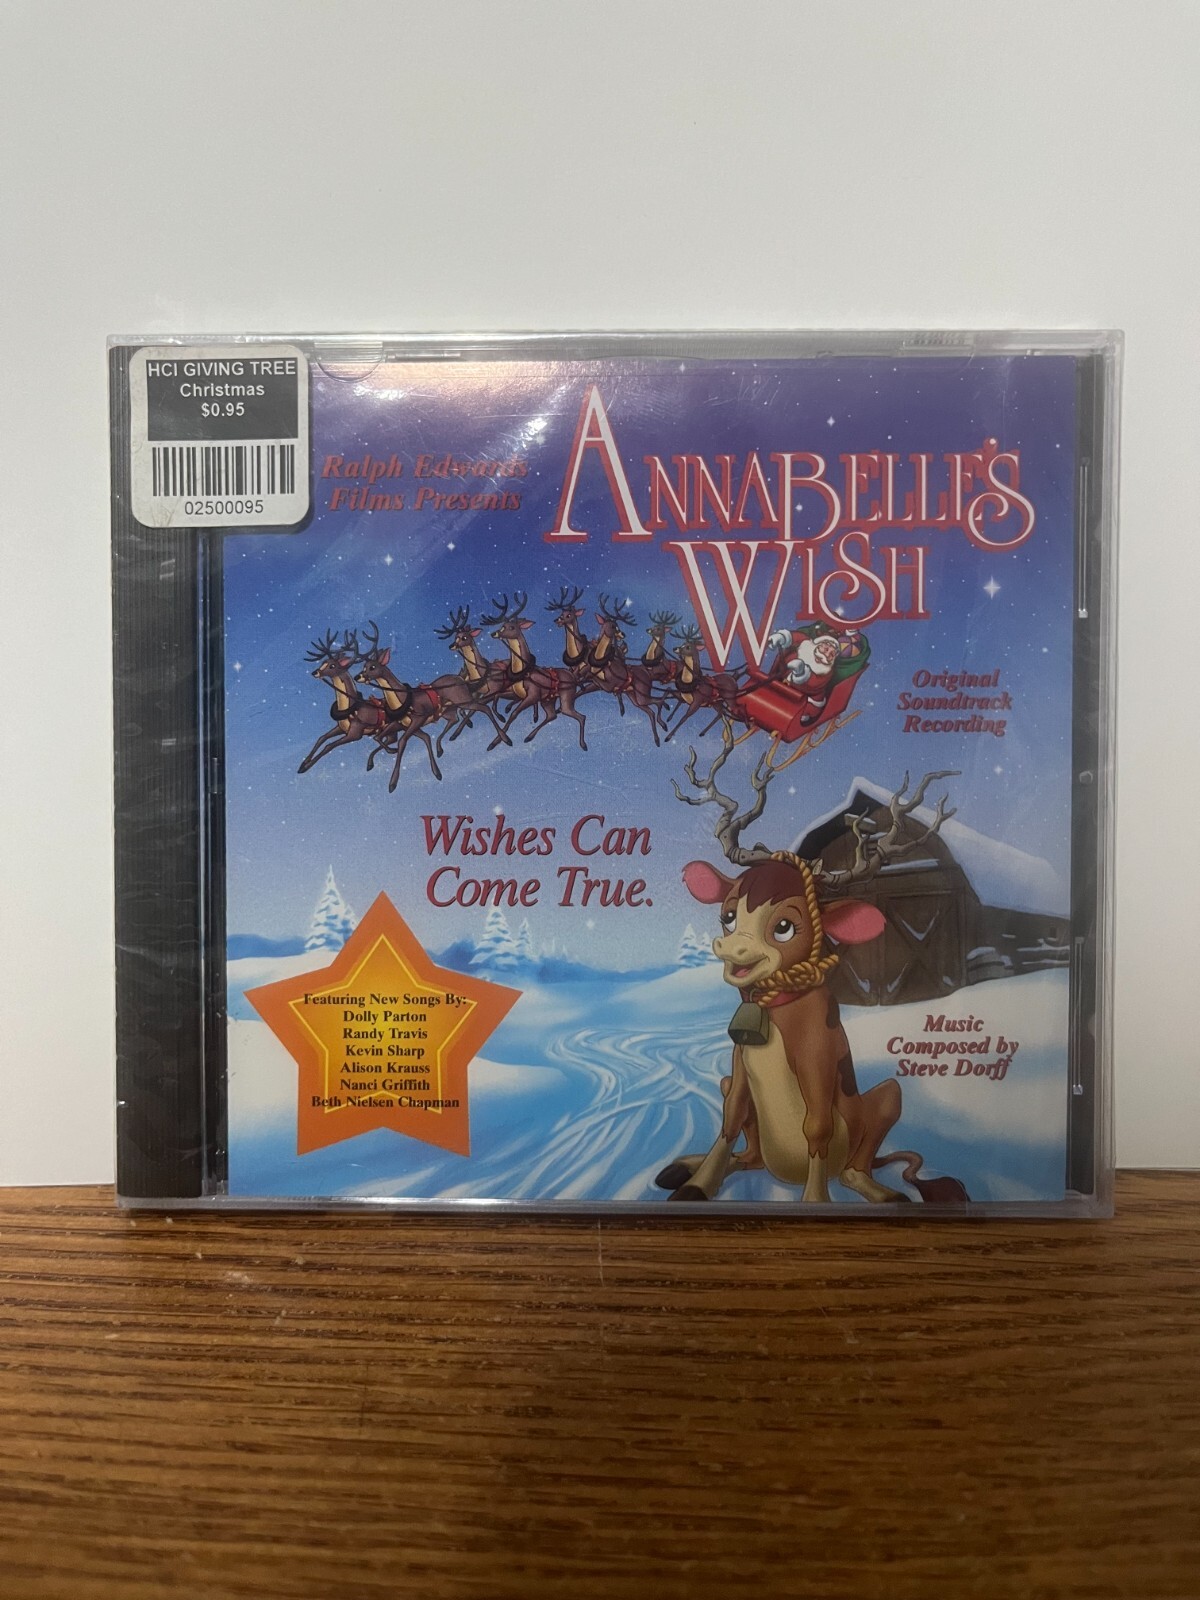 HCI GIVING TREE
Christmas
$0.95
02500095
Ralph Edwards
Films Presents
ANNABELLE'S
WISH
Original
Soundtrack
Recording
Wishes Can
Come True.
Featuring New Songs By:
Dolly Parton
Randy Travis
Kevin Sharp
Alison Krauss
Nanci Griffith
Beth Nielsen Chapman
Music
Composed by
Steve Dorff